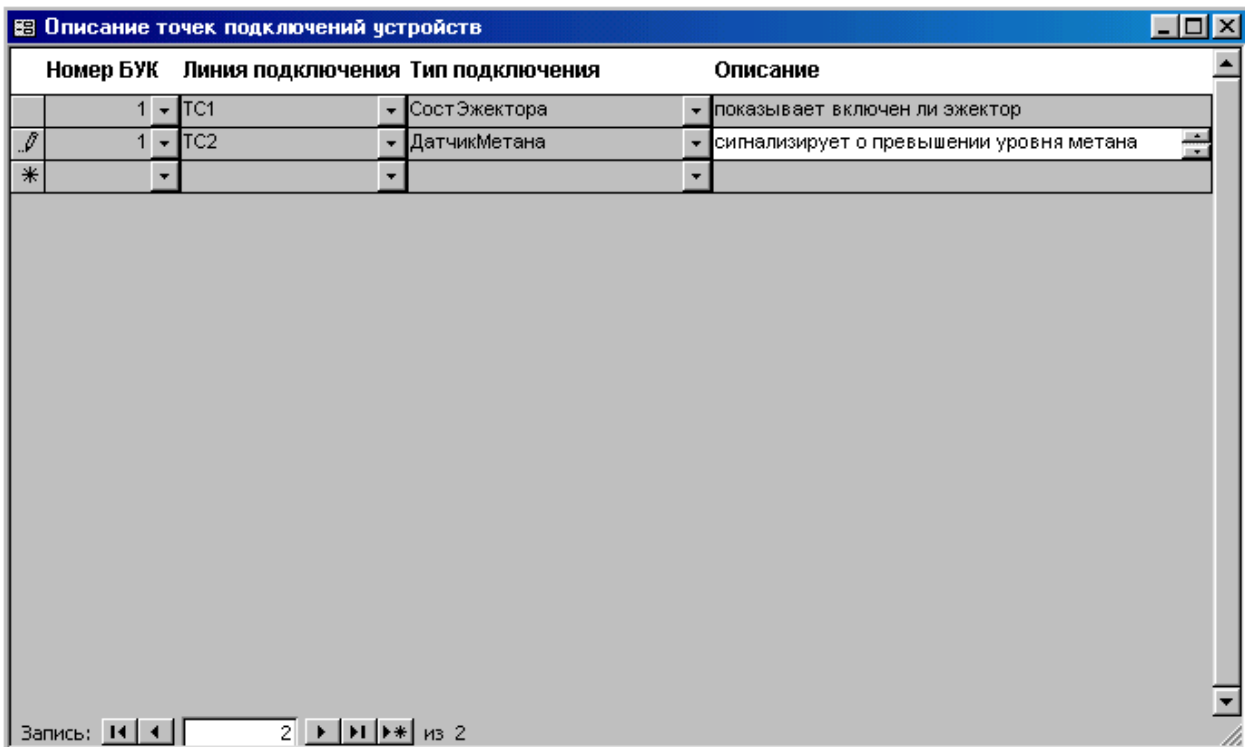 Описание точек подключений устройств
Номер БУК Линия подключения Тип подключения Описание
1 ТС1 СостЭжектора показывает включен ли эжектор
1 ТС2 ДатчикМетана сигнализирует о превышении уровня метана
Запись: 2 из 2